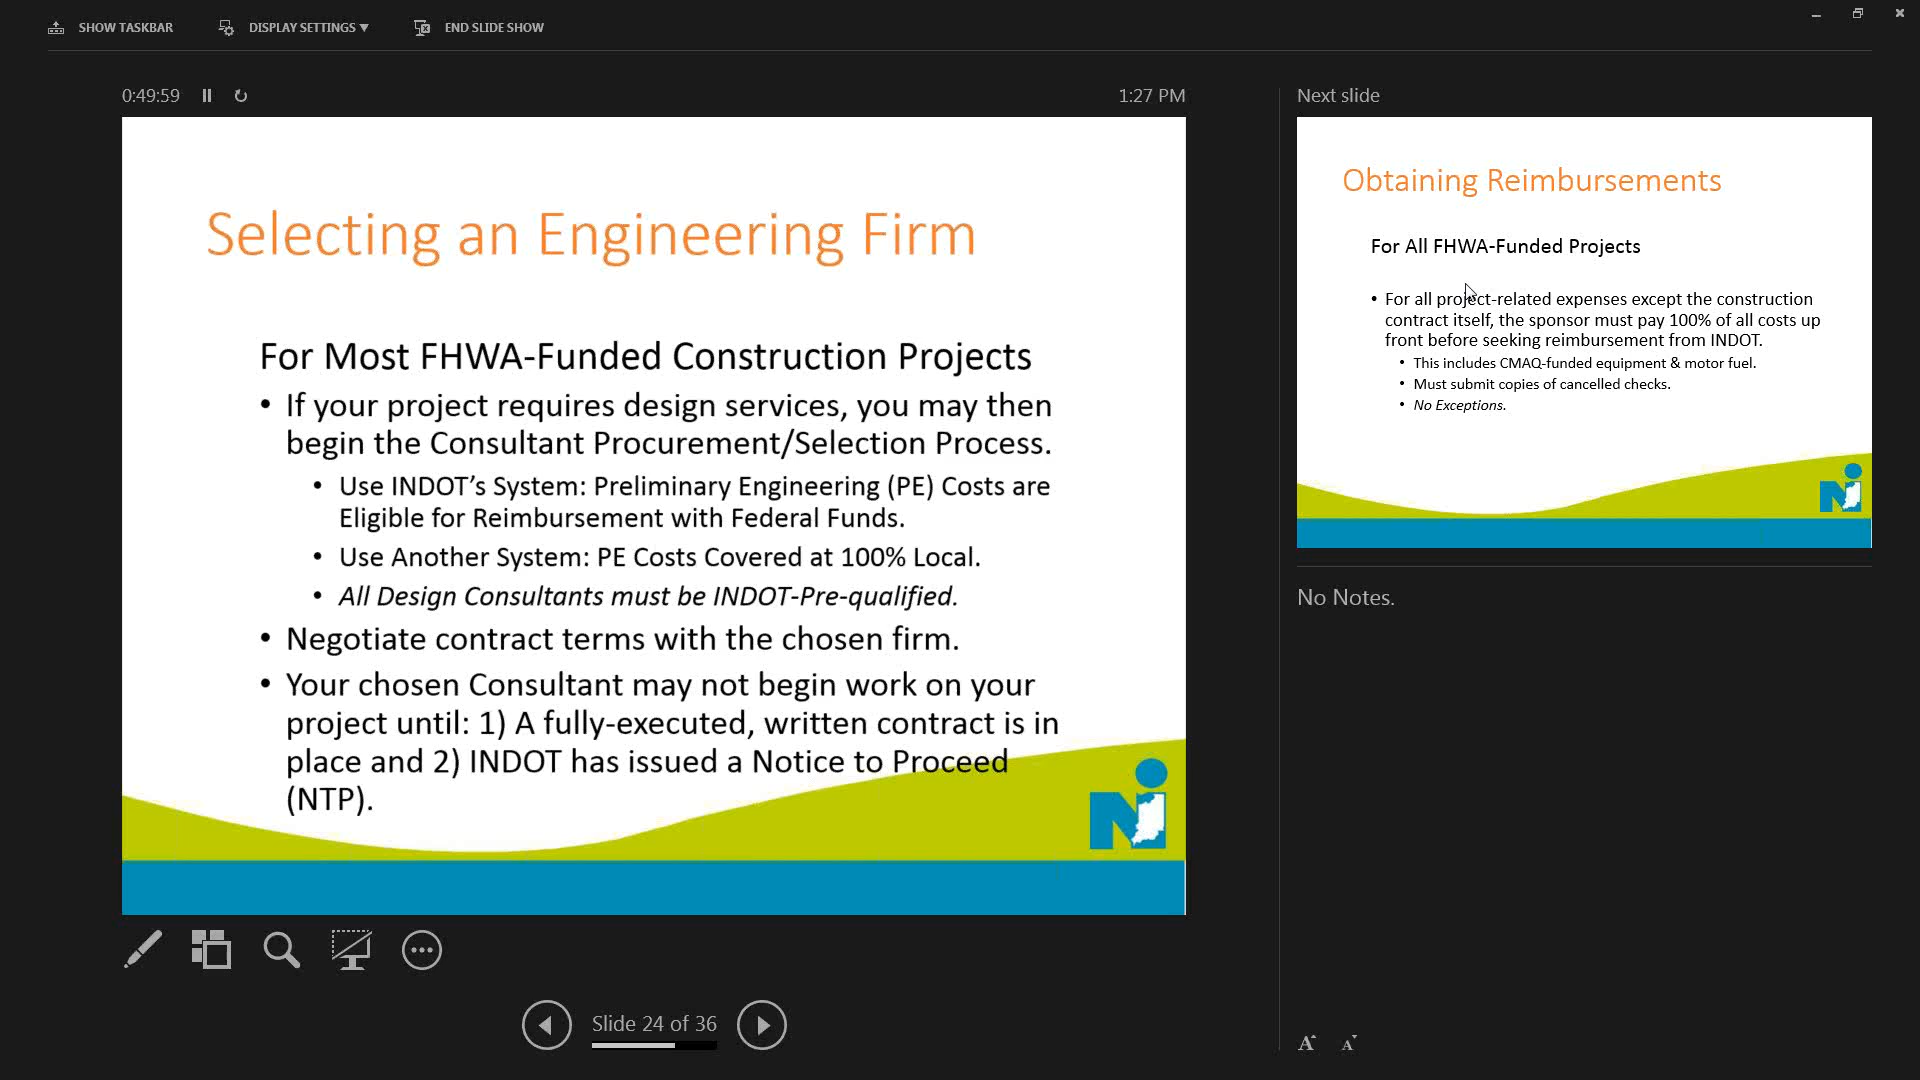 SHOW TASKBAR
DISPLAY SETTINGS
END SLIDE SHOW
0:49:59
1:27 PM
Selecting an Engineering Firm
For Most FHWA-Funded Construction Projects
• If your project requires design services, you may then
begin the Consultant Procurement/Selection Process.
• Use INDOT’s System: Preliminary Engineering (PE) Costs are
Eligible for Reimbursement with Federal Funds.
• Use Another System: PE Costs Covered at 100% Local.
• All Design Consultants must be INDOT-Pre-qualified.
• Negotiate contract terms with the chosen firm.
• Your chosen Consultant may not begin work on your
project until: 1) A fully-executed, written contract is in
place and 2) INDOT has issued a Notice to Proceed
(NTP).
Slide 24 of 36
Next slide
Obtaining Reimbursements
For All FHWA-Funded Projects
• For all project-related expenses except the construction
contract itself, the sponsor must pay 100% of all costs up
front before seeking reimbursement from INDOT.
• This includes CMAQ-funded equipment & motor fuel.
• Must submit copies of cancelled checks.
• No Exceptions.
No Notes.
A A